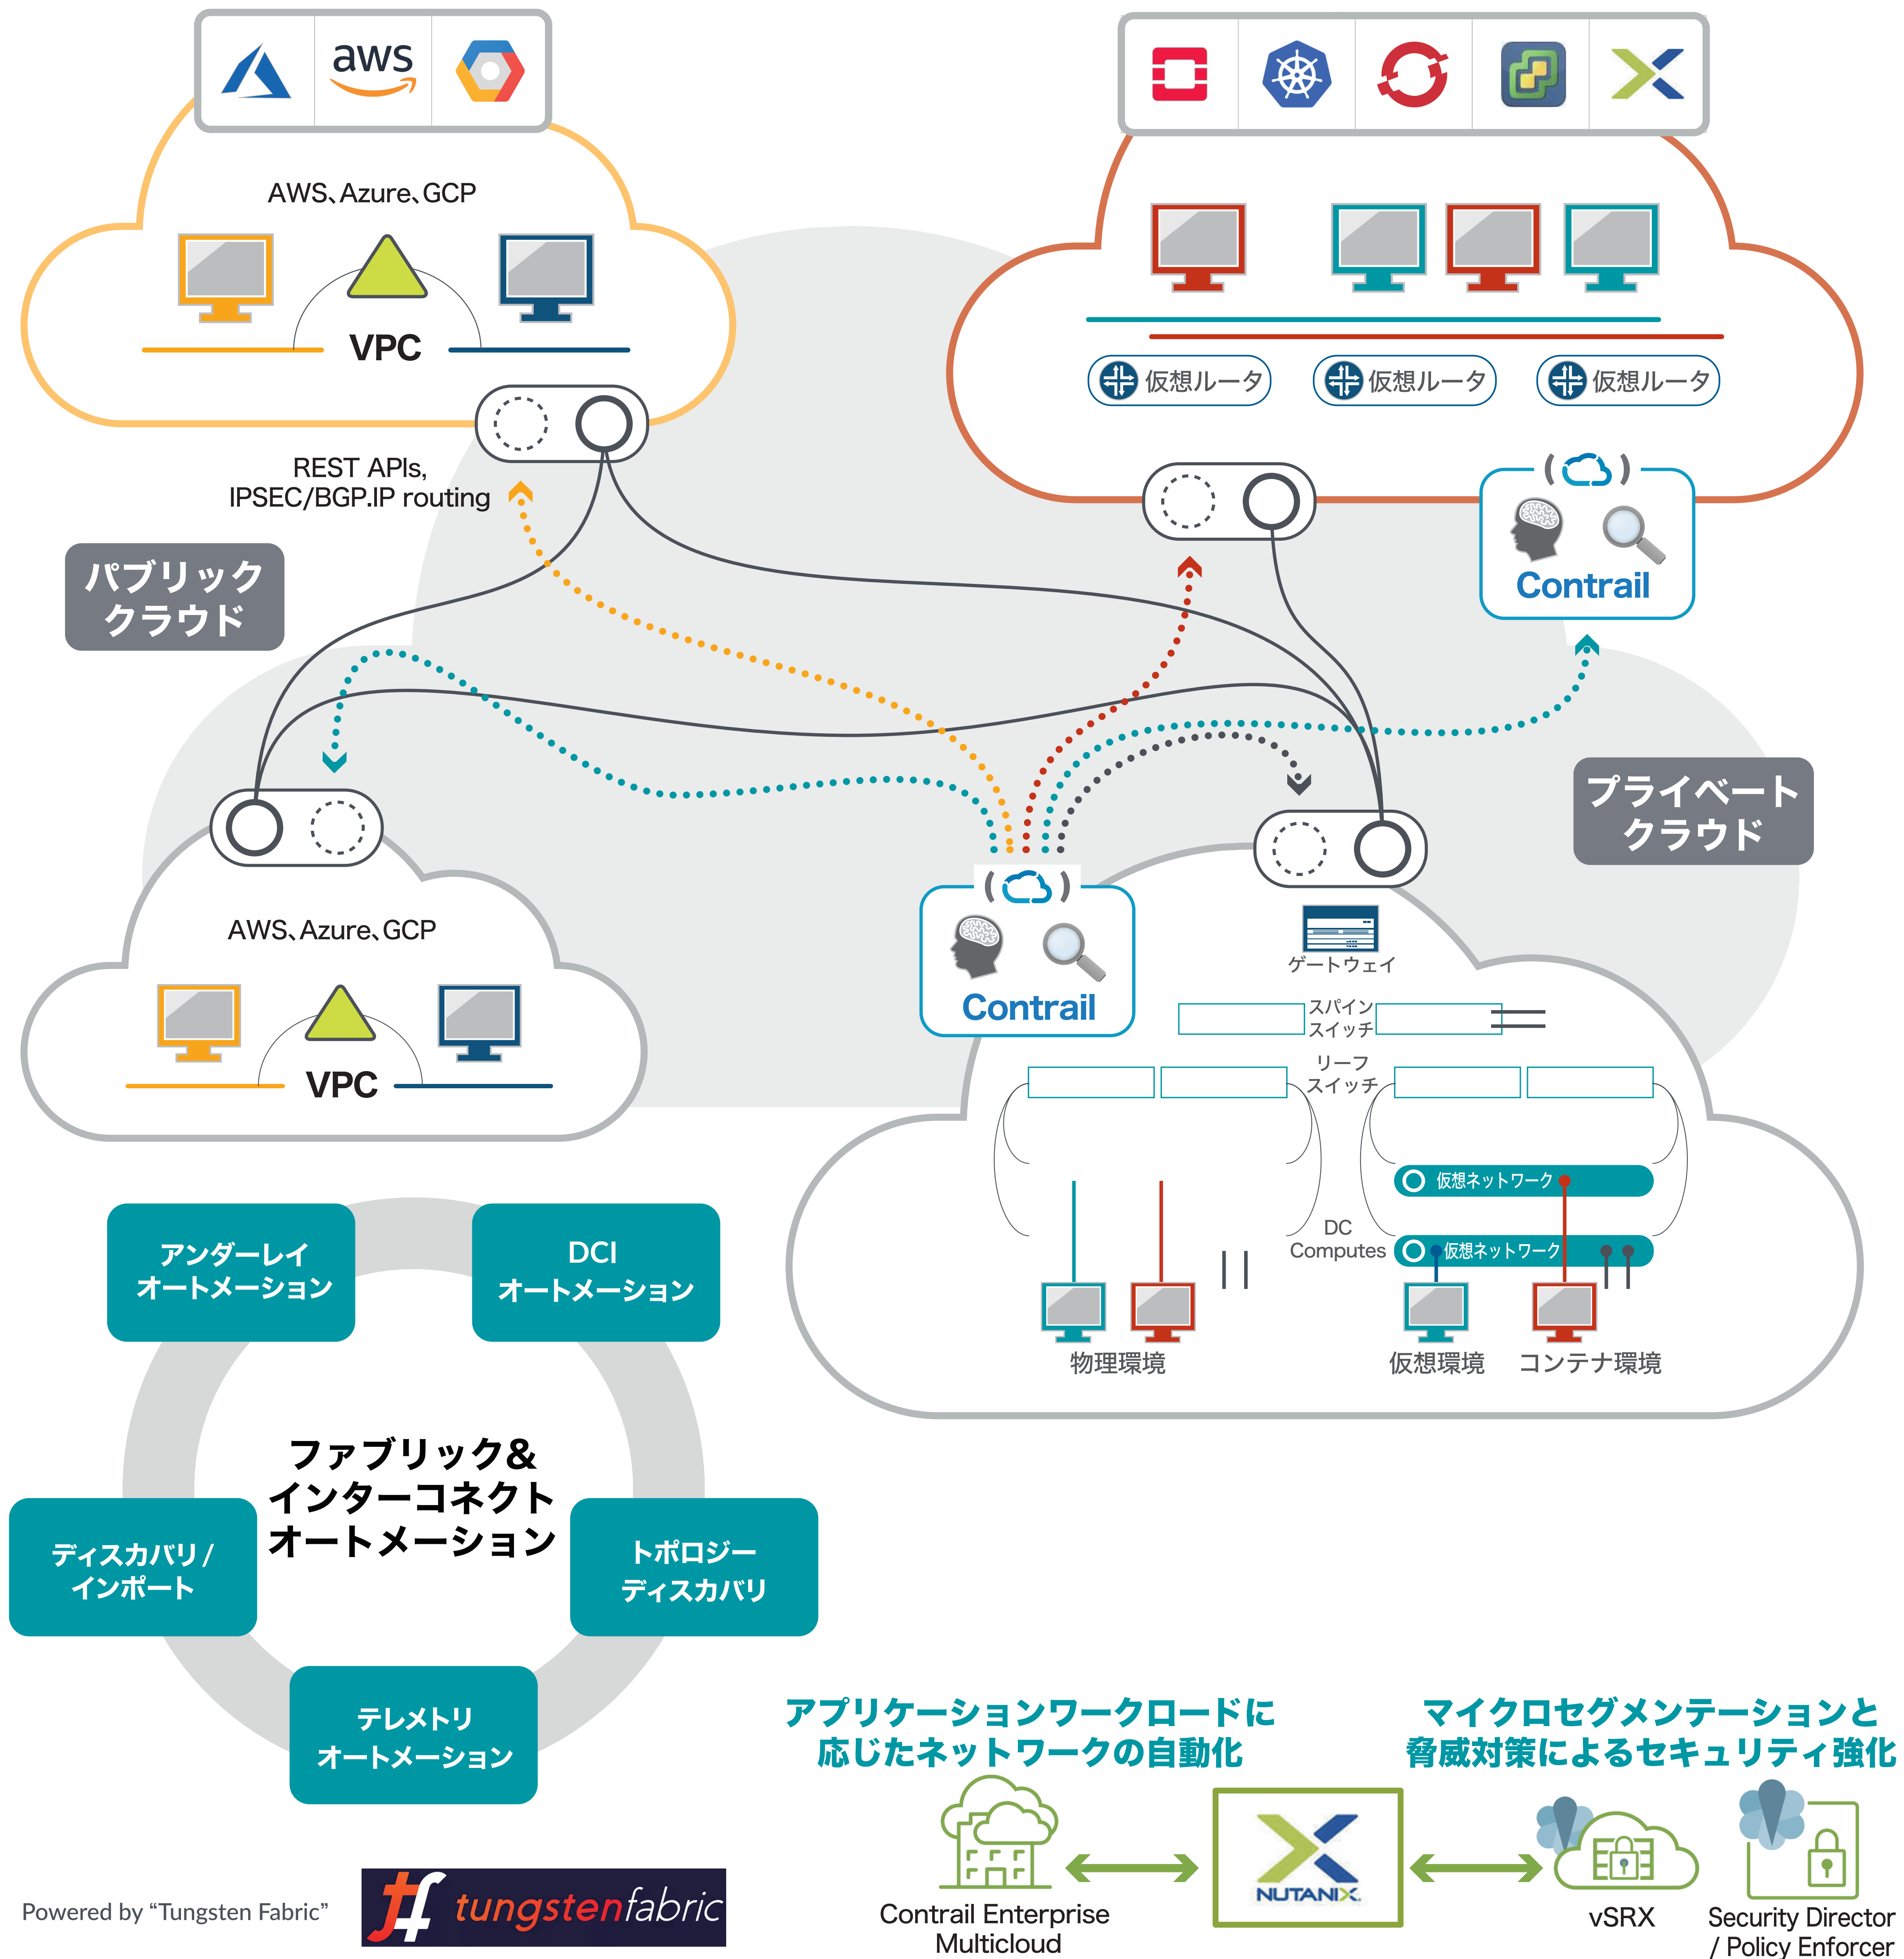 aws
AWS、Azure、GCP
VPC
仮想ルータ
仮想ルータ
仮想ルータ
REST APIs,
IPSEC/BGP.IP routing
Contrail
パブリック
クラウド
プライベート
クラウド
AWS、Azure、GCP
VPC
Contrail
ゲートウェイ
スパイン
スイッチ
リーフ
スイッチ
仮想ネットワーク
DC
Computes
仮想ネットワーク
物理環境
仮想環境
コンテナ環境
アンダーレイ
オートメーション
DCI
オートメーション
ファブリック&
インターコネクト
オートメーション
ディスカバリ/
インポート
トポロジー
ディスカバリ
テレメトリ
オートメーション
アプリケーションワークロードに
応じたネットワークの自動化
マイクロセグメンテーションと
脅威対策によるセキュリティ強化
NUTANIX.
Contrail Enterprise
Multicloud
vSRX
Security Director
/ Policy Enforcer
Powered by “Tungsten Fabric”
tungstenfabric